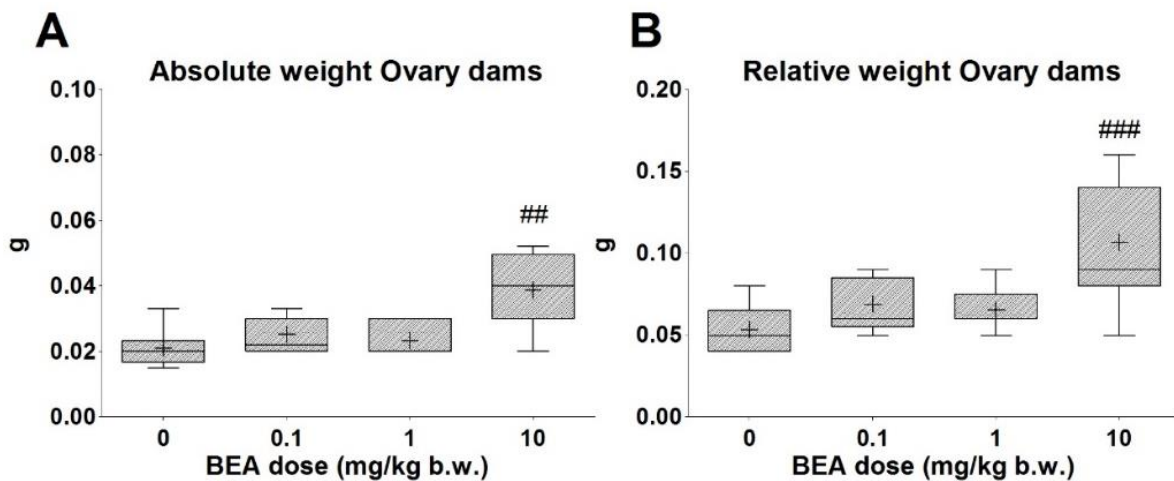 A
Absolute weight Ovary dams
0.10
0.08
0.06
0.04
0.02
0.00
g
##
0 0.1 1 10
BEA dose (mg/kg b.w.)
B
Relative weight Ovary dams
0.20
0.15
0.10
0.05
0.00
g
###
0 0.1 1 10
BEA dose (mg/kg b.w.)